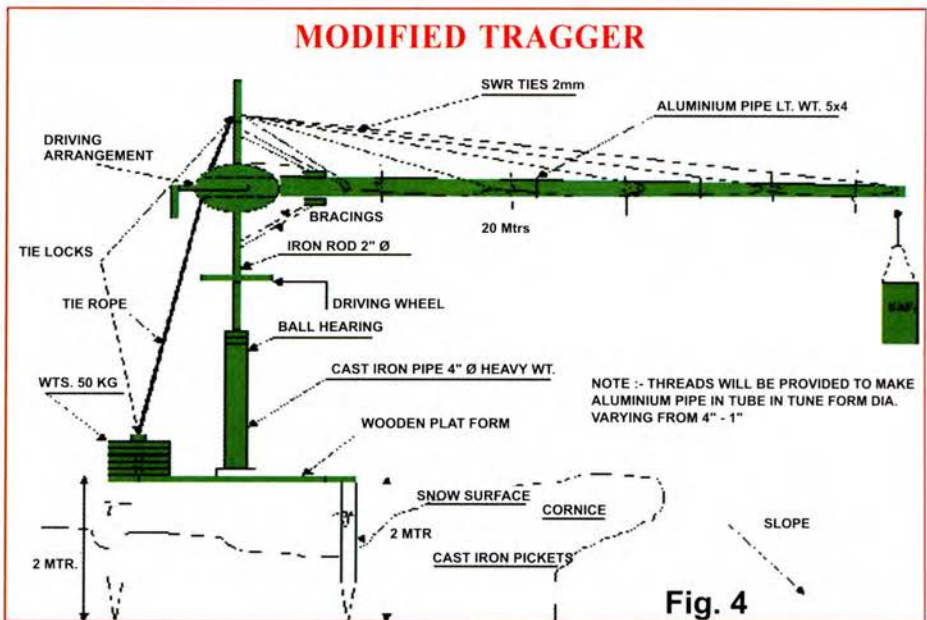 MODIFIED TRAGGER
SWR TIES 2mm
ALUMINIUM PIPE LT. WT. 5x4
DRIVING
ARRANGEMENT
BRACINGS
20 Mtrs
TIE LOCKS
IRON ROD 2" Ø
TIE ROPE
DRIVING WHEEL
BALL HEARING
WTS. 50 KG
CAST IRON PIPE 4" Ø HEAVY WT.
NOTE :- THREADS WILL BE PROVIDED TO MAKE
ALUMINIUM PIPE IN TUBE IN TUNE FORM DIA.
VARYING FROM 4" - 1"
WOODEN PLAT FORM
SNOW SURFACE
CORNICE
SLOPE
2 MTR
2 MTR.
CAST IRON PICKETS
Fig. 4